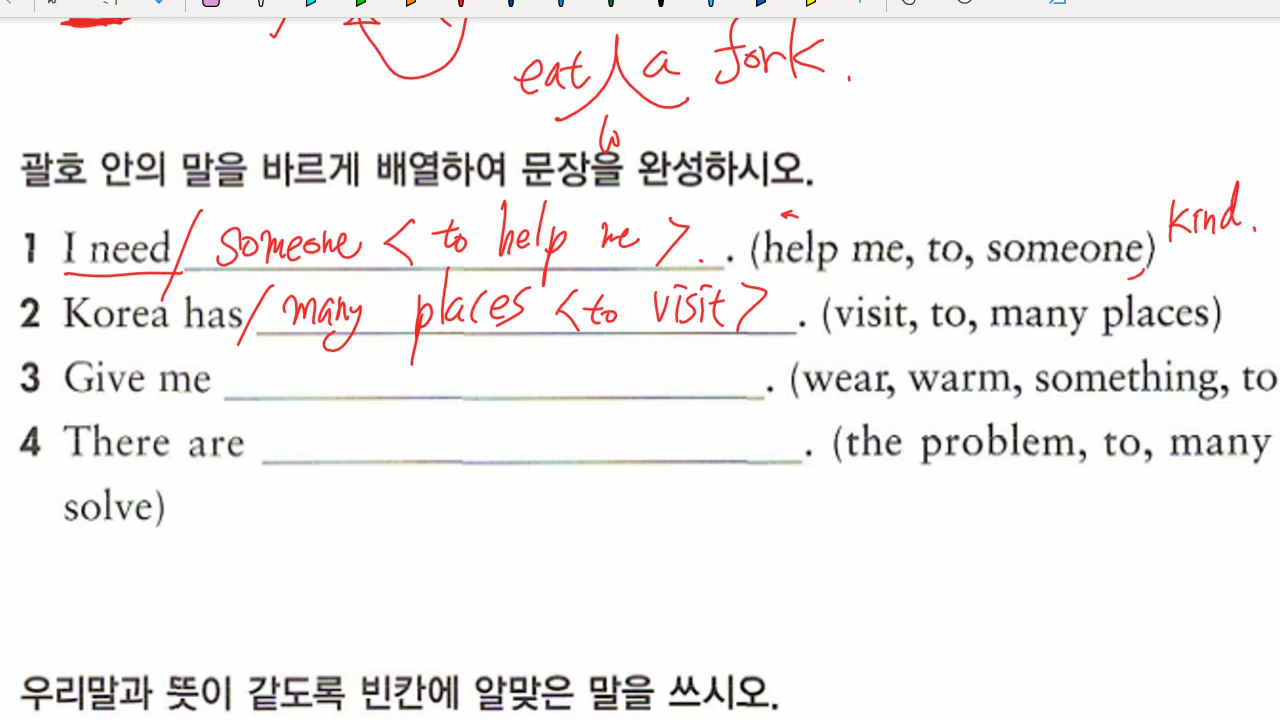 eat a fork.
to
괄호 안의 말을 바르게 배열하여 문장을 완성하시오.
kind.
1 I need / someone < to help me >. . (help me, to, someone)
2 Korea has / many places < to visit > . (visit, to, many places)
3 Give me . (wear, warm, something, to
4 There are . (the problem, to, many
solve)
우리말과 뜻이 같도록 빈칸에 알맞은 말을 쓰시오.